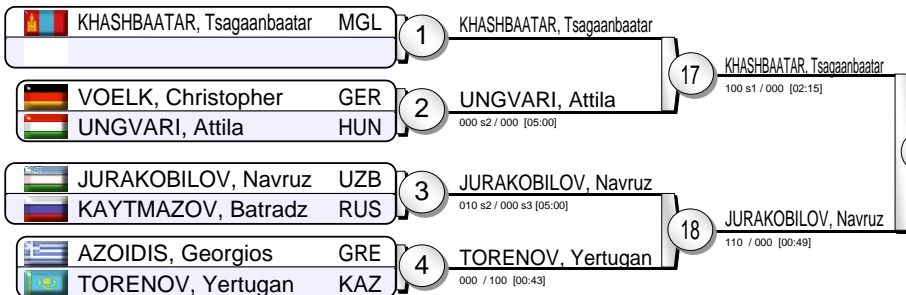 KHASHBAATAR, Tsagaanbaatar MGL
1
KHASHBAATAR, Tsagaanbaatar
VOELK, Christopher GER
UNGVARI, Attila HUN
2
UNGVARI, Attila
000 s2 / 000 [05:00]
17
KHASHBAATAR, Tsagaanbaatar
100 s1 / 000 [02:15]
JURAKOBILOV, Navruz UZB
KAYTMAZOV, Batradz RUS
3
JURAKOBILOV, Navruz
010 s2 / 000 s3 [05:00]
AZOIDIS, Georgios GRE
TORENOV, Yertugan KAZ
4
TORENOV, Yertugan
000 / 100 [00:43]
18
JURAKOBILOV, Navruz
110 / 000 [00:49]